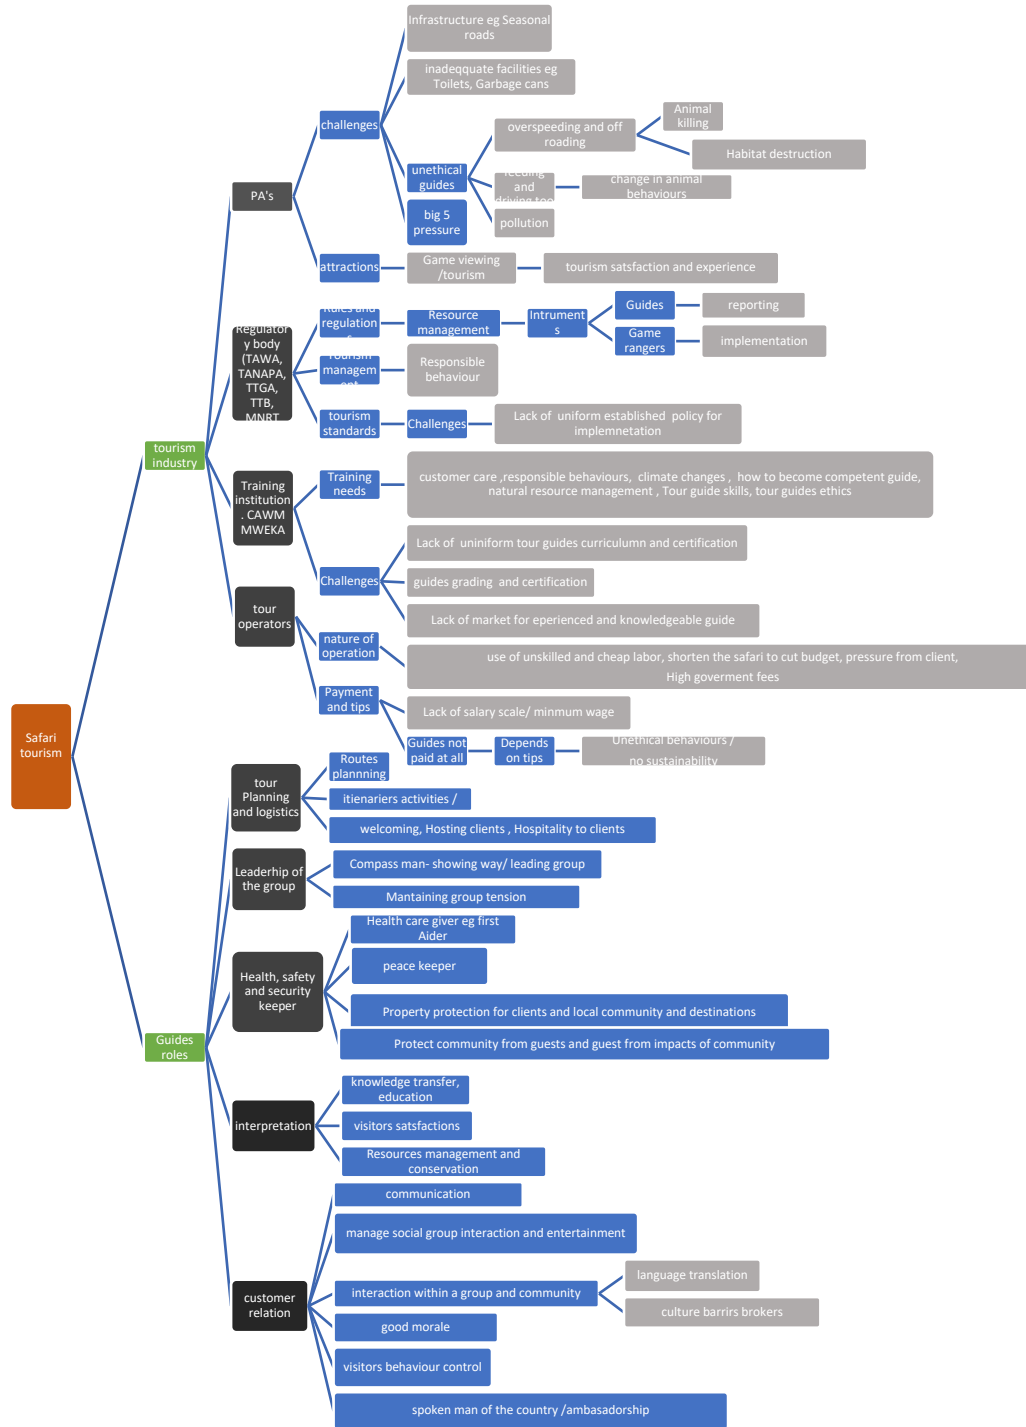 Infrastructure eg Seasonal
roads
inadeqquate facilities eg
Toilets, Garbage cans
challenges
overspeeding and off
roading
Animal
killing
Habitat destruction
unethical
guides
feeding
and
driving too
change in animal
behaviours
pollution
big 5
pressure
PA's
attractions
Game viewing
/tourism
tourism satsfaction and experience
Rules and
regulation
s
Resource
management
Intrument
s
Guides
reporting
Game
rangers
implementation
Regulator
y body
(TAWA,
TANAPA,
TTGA,
TTB,
MNRT
Tourism
managem
ent
Responsible
behaviour
tourism
standards
Challenges
Lack of uniform established policy for
implemnetation
tourism
industry
Training
institution
. CAWM
MWEKA
Training
needs
customer care ,responsible behaviours, climate changes , how to become competent guide,
natural resource management , Tour guide skills, tour guides ethics
Challenges
Lack of uniniform tour guides curriculumn and certification
guides grading and certification
Lack of market for eperienced and knowledgeable guide
tour
operators
nature of
operation
use of unskilled and cheap labor, shorten the safari to cut budget, pressure from client,
High goverment fees
Payment
and tips
Lack of salary scale/ minmum wage
Guides not
paid at all
Depends
on tips
Unethical behaviours /
no sustainability
Safari
tourism
tour
Planning
and logistics
Routes
plannning
itienariers activities /
welcoming, Hosting clients , Hospitality to clients
Leaderhip of
the group
Compass man- showing way/ leading group
Mantaining group tension
Health, safety
and security
keeper
Health care giver eg first
Aider
peace keeper
Property protection for clients and local community and destinations
Protect community from guests and guest from impacts of community
Guides
roles
interpretation
knowledge transfer,
education
visitors satsfactions
Resources management and
conservation
customer
relation
communication
manage social group interaction and entertainment
interaction within a group and community
language translation
culture barrirs brokers
good morale
visitors behaviour control
spoken man of the country /ambasadorship